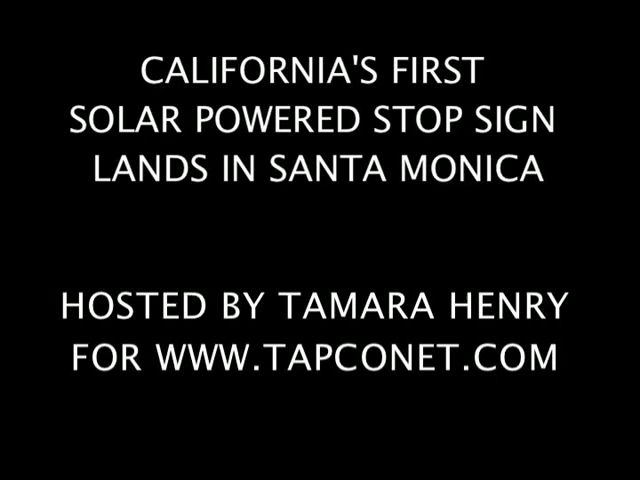 CALIFORNIA'S FIRST
SOLAR POWERED STOP SIGN
LANDS IN SANTA MONICA
HOSTED BY TAMARA HENRY
FOR WWW.TAPCONET.COM